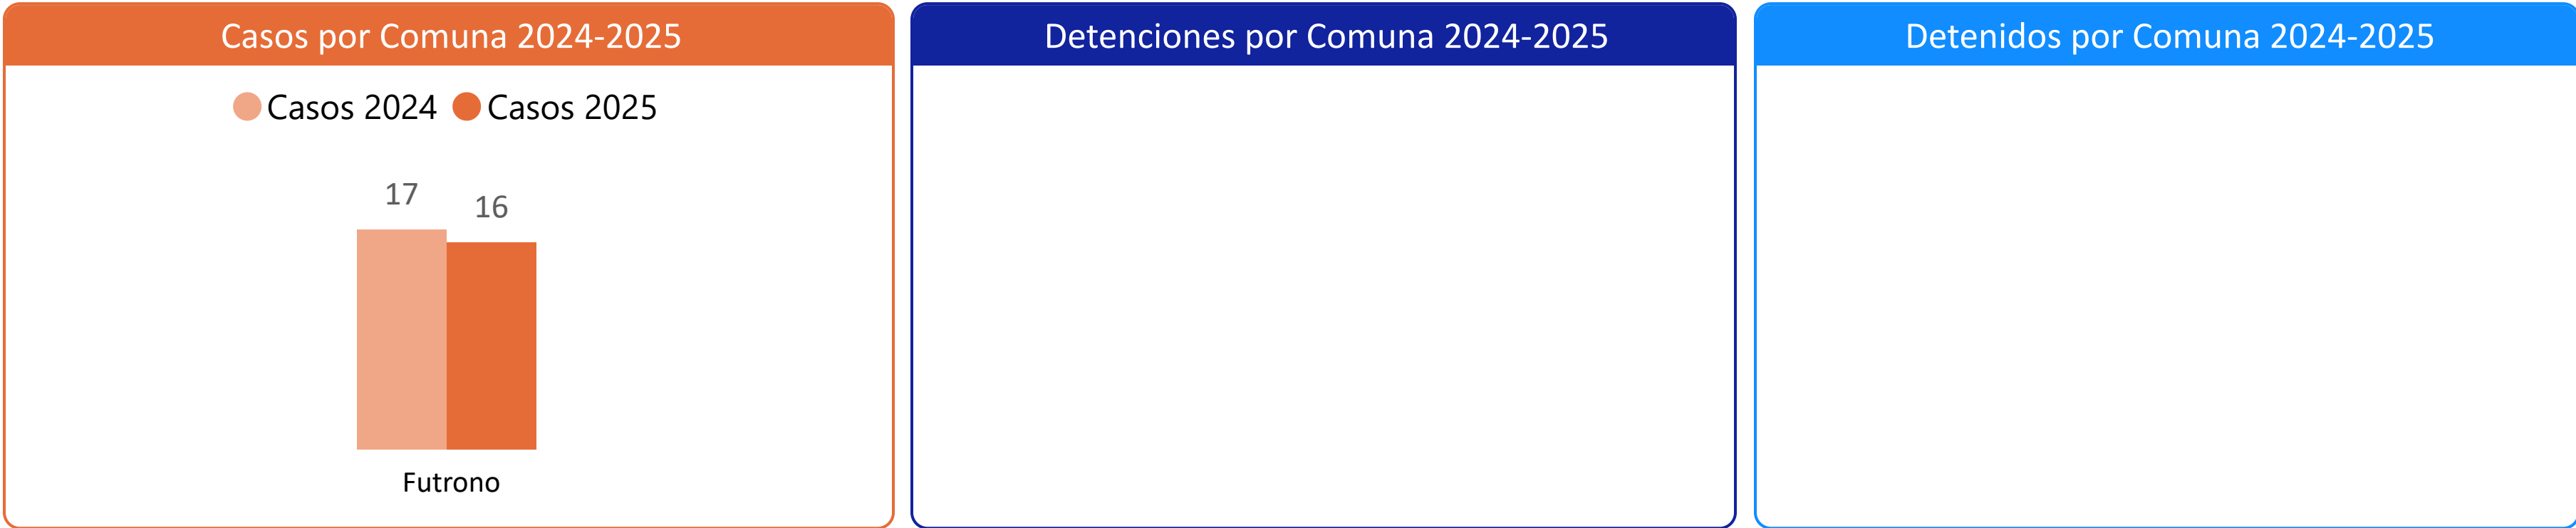 Casos por Comuna 2024-2025
Casos 2024 Casos 2025
17
16
Futrono
Detenciones por Comuna 2024-2025
Detenidos por Comuna 2024-2025